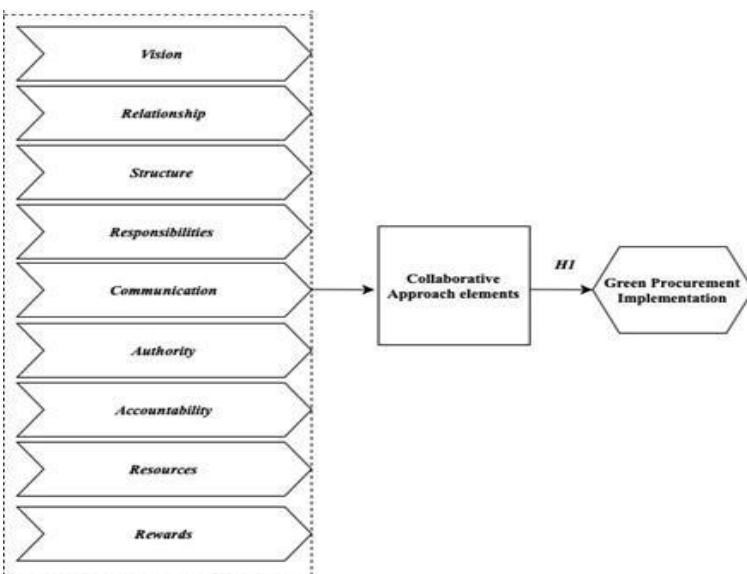 Vision
Relationship
Structure
Responsibilities
Communication
Authority
Accountability
Resources
Rewards
Collaborative
Approach elements
H1
Green Procurement
Implementation